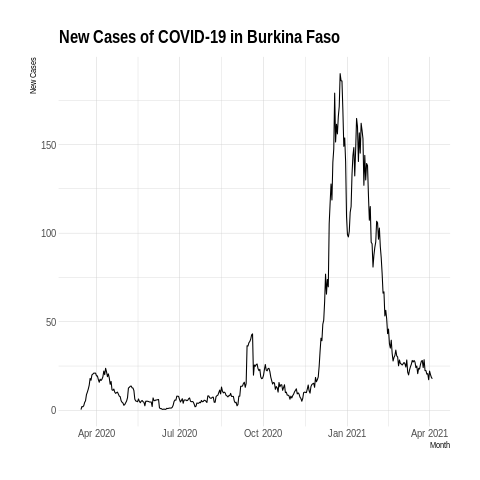 New Cases of COVID-19 in Burkina Faso
New Cases
150
100
50
0
Apr 2020 Jul 2020 Oct 2020 Jan 2021 Apr 2021
Month